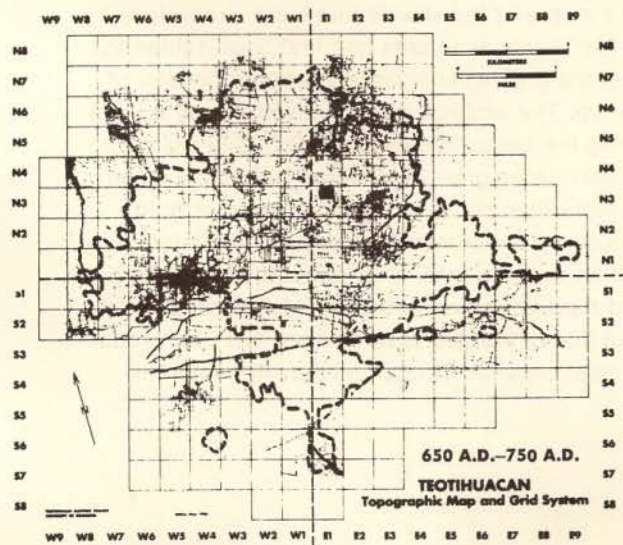 W9 W8 W7 W6 W5 W4 W3 W2 W1 E1 E2 E3 E4 E5 E6 E7 E8 E9
N8 N8
KILOMETERS
N7 N7
MILES
N6 N6
N5 N5
N4 N4
N3 N3
N2 N2
N1 N1
S1 S1
S2 S2
S3 S3
S4 S4
N
S5 S5
S6 650 A.D.–750 A.D. S6
S7 S7
TEOTIHUACAN
S8 Topographic Map and Grid System S8
W9 W8 W7 W6 W5 W4 W3 W2 W1 E1 E2 E3 E4 E5 E6 E7 E8 E9